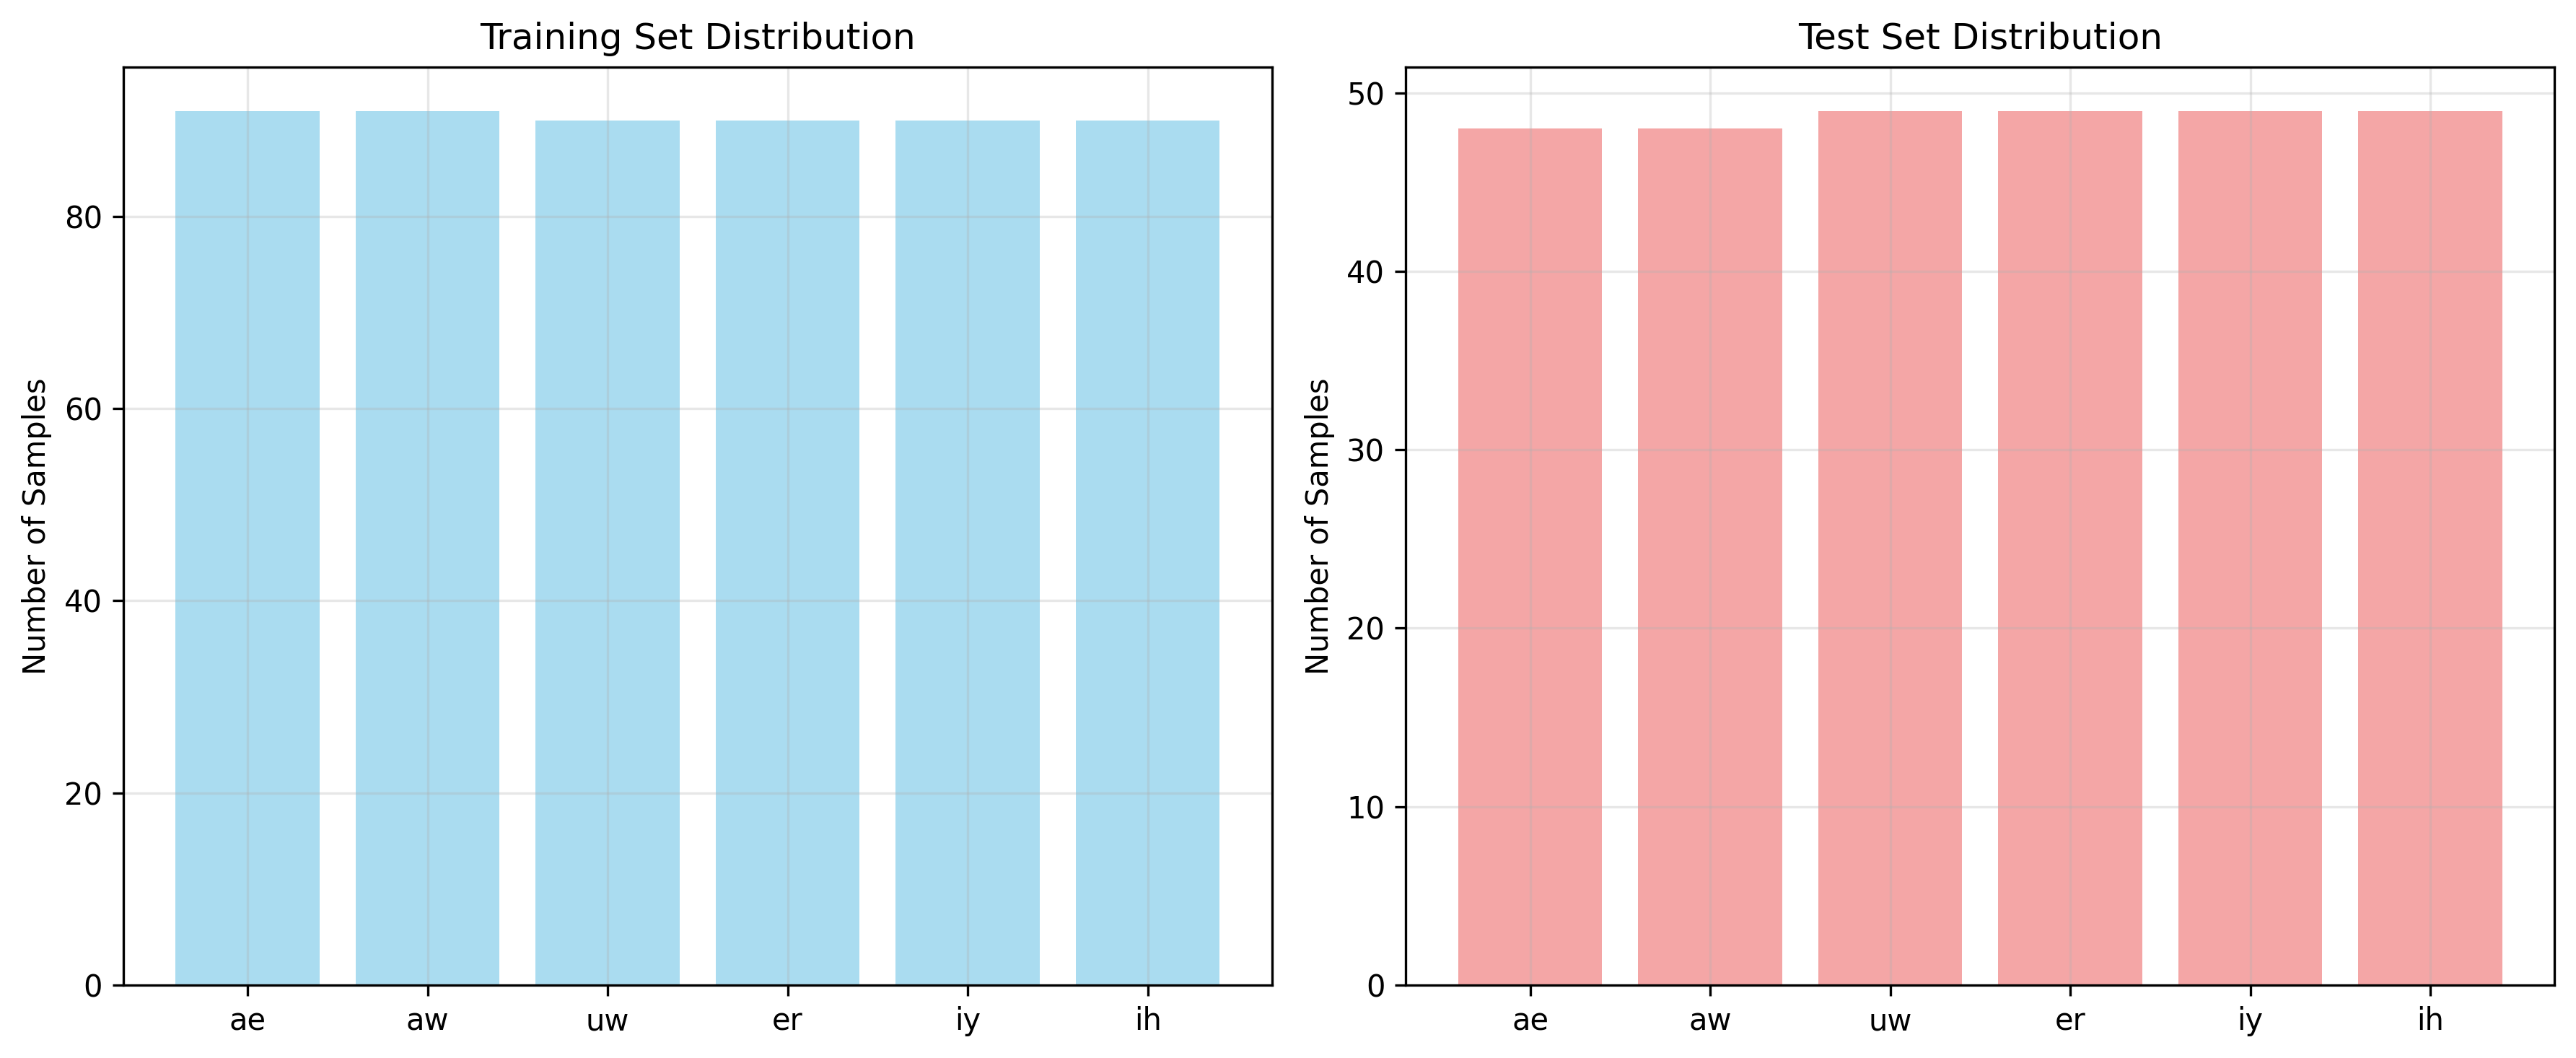 Training Set Distribution
Number of Samples
80
60
40
20
0
ae aw uw er iy ih
Test Set Distribution
Number of Samples
50
40
30
20
10
0
ae aw uw er iy ih